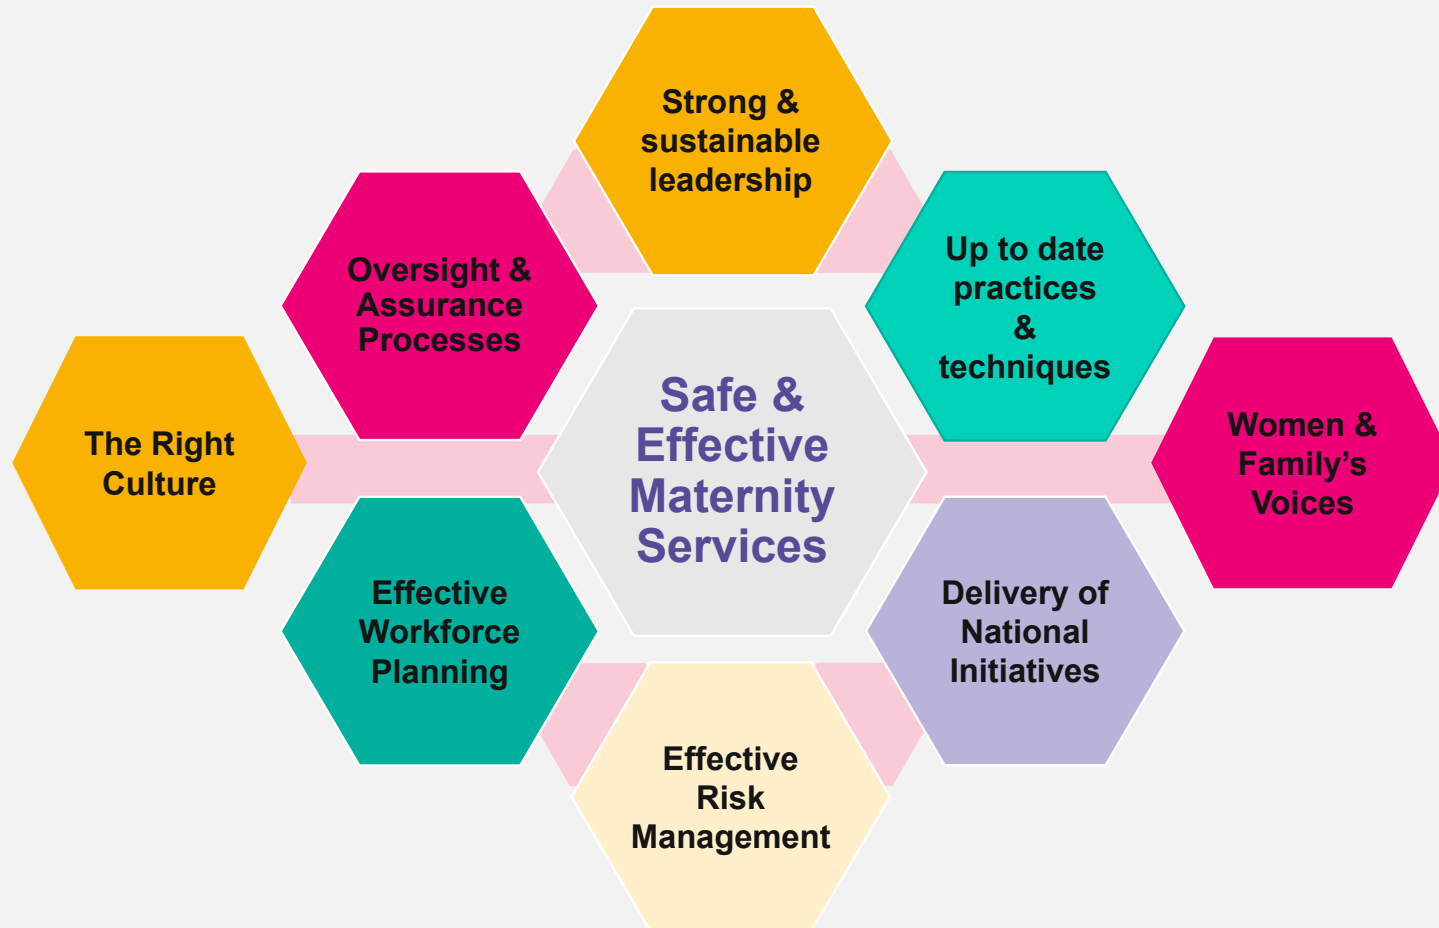 Strong &
sustainable
leadership
Oversight &
Assurance
Processes
Up to date
practices
&
techniques
The Right
Culture
Safe &
Effective
Maternity
Services
Women &
Family’s
Voices
Effective
Workforce
Planning
Delivery of
National
Initiatives
Effective
Risk
Management